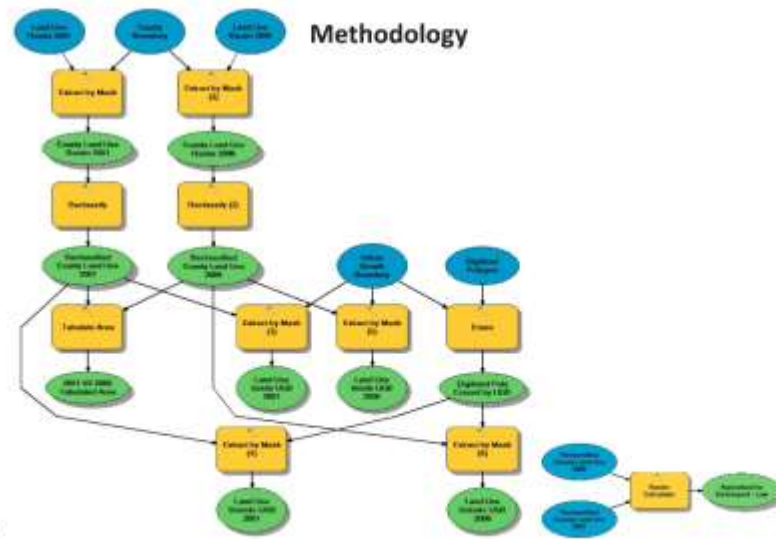 Methodology
Land Use
Raster 2001
County
Boundary
Land Use
Raster 2006
Extract by Mask
Extract by Mask
(2)
County Land Use
Raster 2001
County Land Use
Raster 2006
Reclassify
Reclassify (2)
Reclassified
County Land Use
2001
Reclassified
County Land Use
2006
Urban
Growth
Boundary
Digitized
Polygon
Tabulate Area
Extract by Mask
(3)
Extract by Mask
Erase
2001 VS 2006
Tabulated Area
Land Use
Inside UGB
2001
Land Use
Inside UGB
2006
Digitized Poly
Erased by UGB
Extract by Mask
Extract by Mask
Land Use
Outside UGB
2001
Land Use
Outside UGB
2006
Raster
Calculator